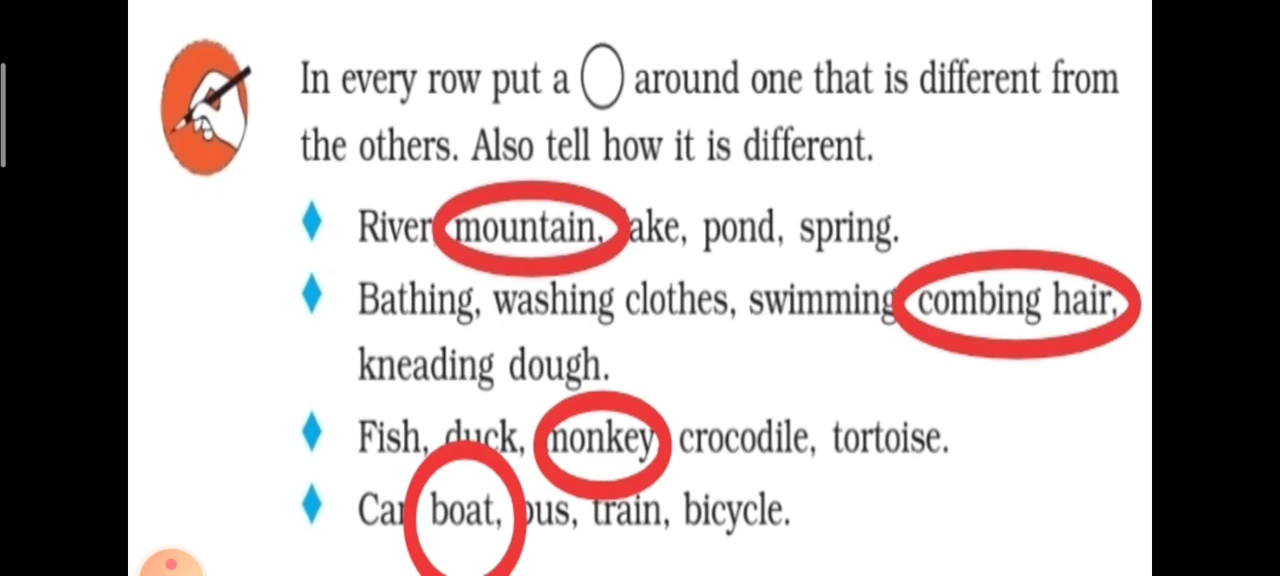 In every row put a ◯ around one that is different from
the others. Also tell how it is different.
♦ River, mountain, lake, pond, spring.
♦ Bathing, washing clothes, swimming, combing hair,
kneading dough.
♦ Fish, duck, monkey, crocodile, tortoise.
♦ Car, boat, bus, train, bicycle.